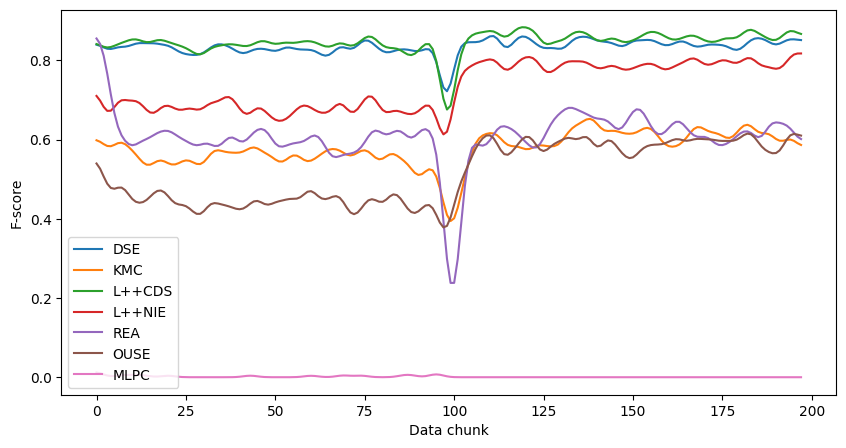 F-score
0.8
0.6
0.4
0.2
0.0
DSE
KMC
L++CDS
L++NIE
REA
OUSE
MLPC
0 25 50 75 100 125 150 175 200
Data chunk